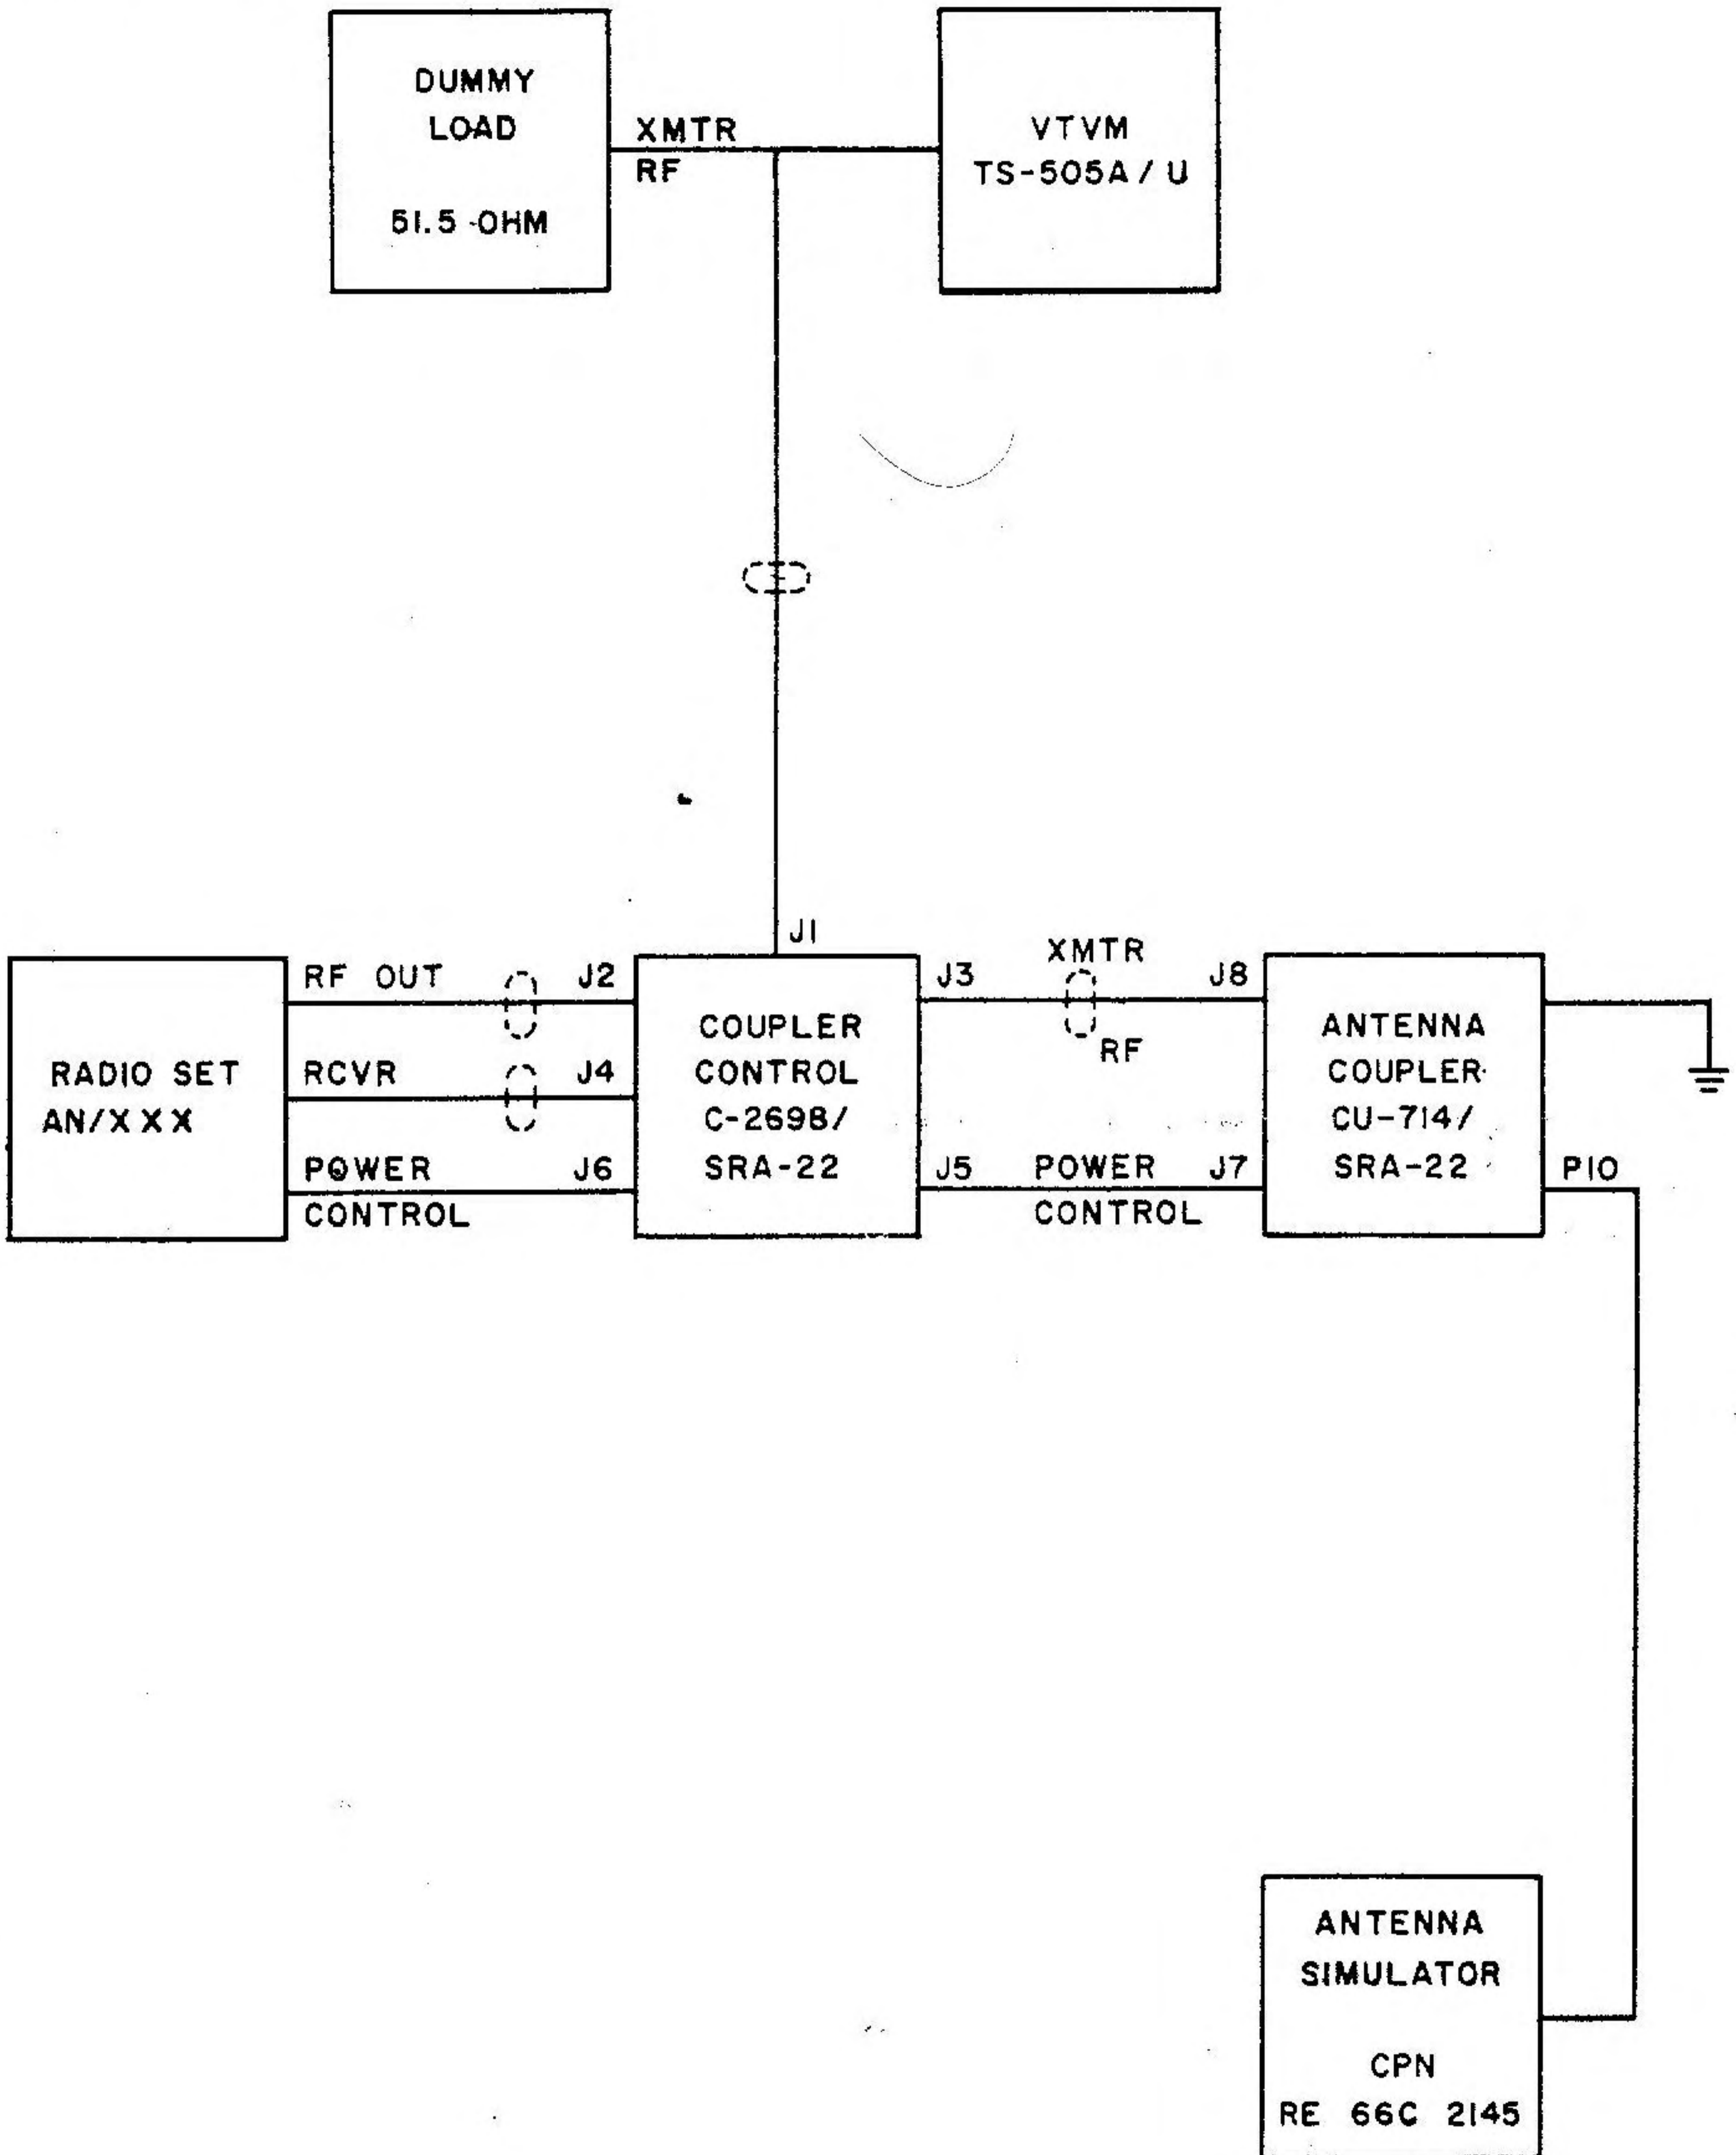 DUMMY
LOAD
51.5 OHM
XMTR
RF
VTVM
TS-505A / U
J1
RADIO SET
AN/XXX
RF OUT
J2
RCVR
J4
POWER
CONTROL
J6
COUPLER
CONTROL
C-2698/
SRA-22
J3
XMTR
RF
J8
J5
POWER
CONTROL
J7
ANTENNA
COUPLER
CU-714/
SRA-22
P10
ANTENNA
SIMULATOR
CPN
RE 66C 2145